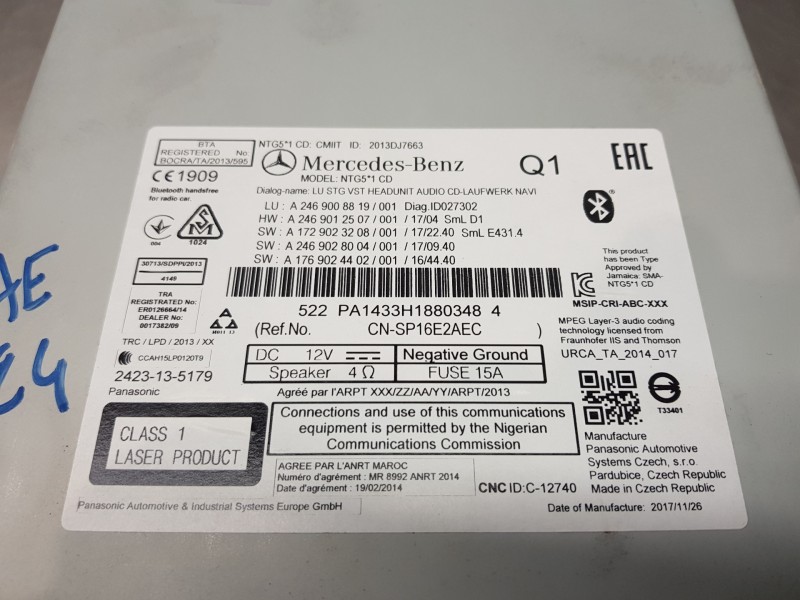 BTA
REGISTERED No:
BOCRA/TA/2013/595
NTG5*1 CD: CMIIT ID: 2013DJ7663
Mercedes-Benz
Q1
EAC
MODEL: NTG5*1 CD
CE1909
Bluetooth handsfree
for radio car.
Dialog-name: LU STG VST HEADUNIT AUDIO CD-LAUFWERK NAVI
LU : A 246 900 88 19 / 001 Diag.ID027302
HW : A 246 901 25 07 / 001 / 17/04 SmL D1
SW : A 172 902 32 08 / 001 / 17/22.40 SmL E431.4
SW : A 246 902 80 04 / 001 / 17/09.40
SW : A 176 902 44 02 / 001 / 16/44.40
004
SM
1024
30713/SDPPI/2013
4149
TRA
REGISTERED No:
ER0126664/14
DEALER No:
0017382/09
TRC / LPD / 2013 / XX
CCAH15LP0120T9
2423-13-5179
Panasonic
522 PA1433H1880348 4
(Ref.No. CN-SP16E2AEC )
DC 12V
Negative Ground
Speaker 4 Ω
FUSE 15A
Agréé par l'ARPT XXX/ZZ/AA/YY/ARPT/2013
Connections and use of this communications
equipment is permitted by the Nigerian
Communications Commission
CLASS 1
LASER PRODUCT
AGREE PAR L'ANRT MAROC
Numéro d'agrément : MR 8992 ANRT 2014
Date d'agrément : 19/02/2014
CNC ID:C-12740
Panasonic Automotive & Industrial Systems Europe GmbH
This product
has been Type
Approved by
Jamaica: SMA-
NTG5*1 CD
MSIP-CRI-ABC-XXX
MPEG Layer-3 audio coding
technology licensed from
Fraunhofer IIS and Thomson
URCA_TA_2014_017
T33401
Manufacture
Panasonic Automotive
Systems Czech, s.r.o.
Pardubice, Czech Republic
Made in Czech Republic
Date of Manufacture: 2017/11/26